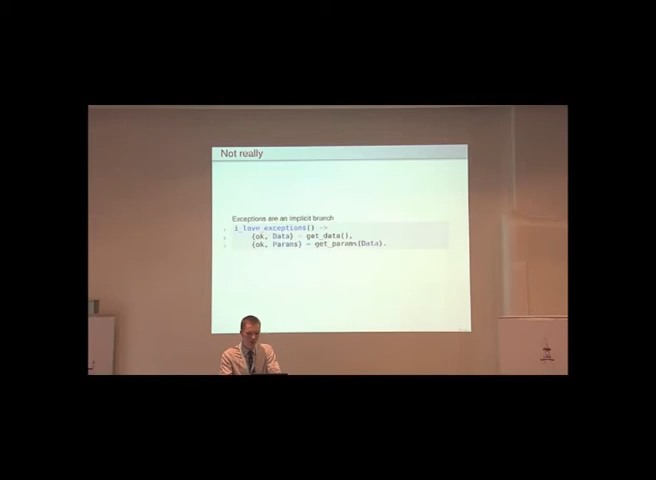 Not really
Exceptions are an implicit branch
i_love_exceptions() ->
{ok, Data} = get_data(),
{ok, Params} = get_params(Data).